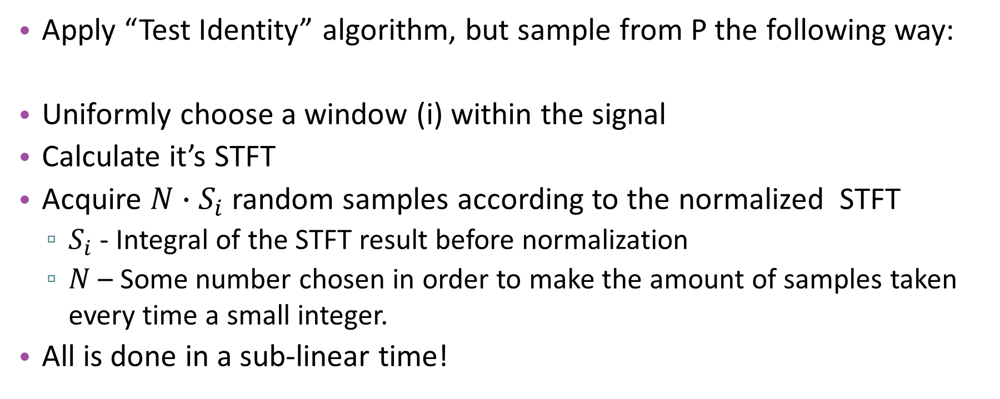 • Apply “Test Identity” algorithm, but sample from P the following way:
• Uniformly choose a window (i) within the signal
• Calculate it’s STFT
• Acquire N · Sᵢ random samples according to the normalized  STFT
▫ Sᵢ - Integral of the STFT result before normalization
▫ N – Some number chosen in order to make the amount of samples taken
every time a small integer.
• All is done in a sub-linear time!